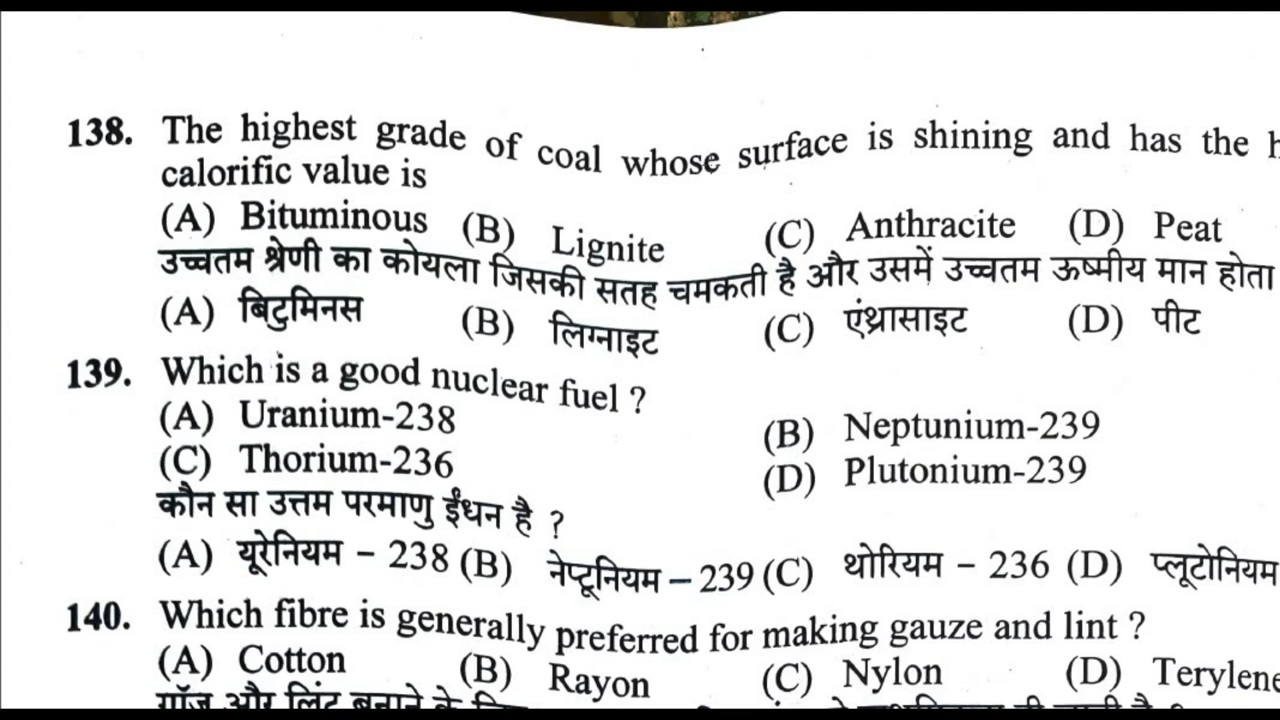 138. The highest grade of coal whose surface is shining and has the
calorific value is
(A) Bituminous (B) Lignite (C) Anthracite (D) Peat
उच्चतम श्रेणी का कोयला जिसकी सतह चमकती है और उसमें उच्चतम ऊष्मीय मान होता
(A) बिटुमिनस (B) लिग्नाइट (C) एंथ्रासाइट (D) पीट
139. Which is a good nuclear fuel ?
(A) Uranium-238 (B) Neptunium-239
(C) Thorium-236 (D) Plutonium-239
कौन सा उत्तम परमाणु ईंधन है ?
(A) यूरेनियम – 238 (B) नेप्टूनियम – 239 (C) थोरियम – 236 (D) प्लूटोनियम
140. Which fibre is generally preferred for making gauze and lint ?
(A) Cotton (B) Rayon (C) Nylon (D) Terylene
गॉज और लिंट बनाने के लिए